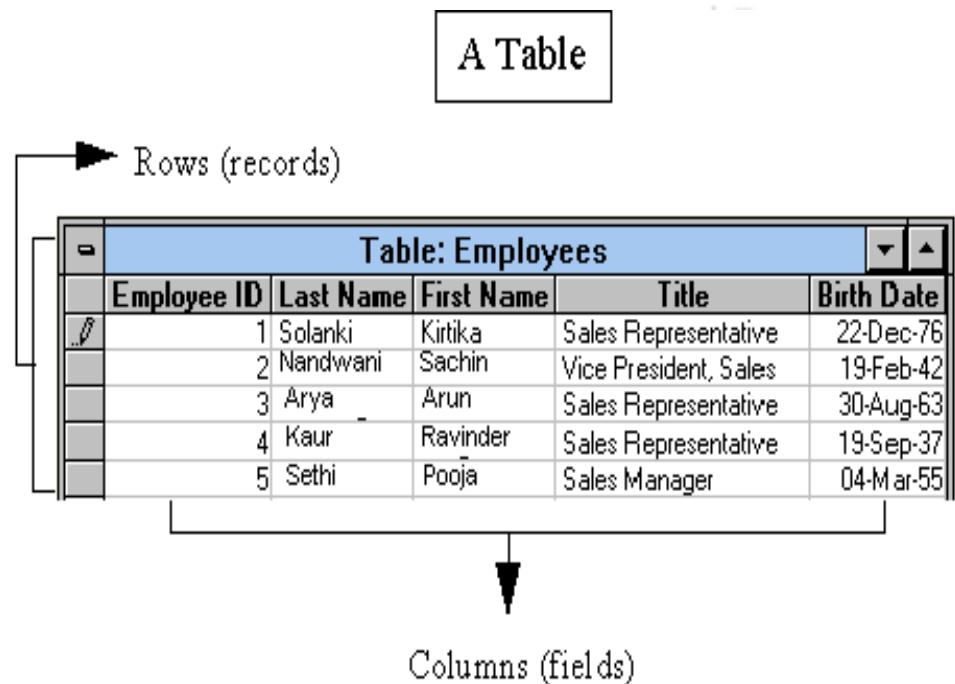 A Table
Rows (records)
Table: Employees
Employee ID Last Name First Name Title Birth Date
1 Solanki Kirtika Sales Representative 22-Dec-76
2 Nandwani Sachin Vice President, Sales 19-Feb-42
3 Arya Arun Sales Representative 30-Aug-63
4 Kaur Ravinder Sales Representative 19-Sep-37
5 Sethi Pooja Sales Manager 04-Mar-55
Columns (fields)